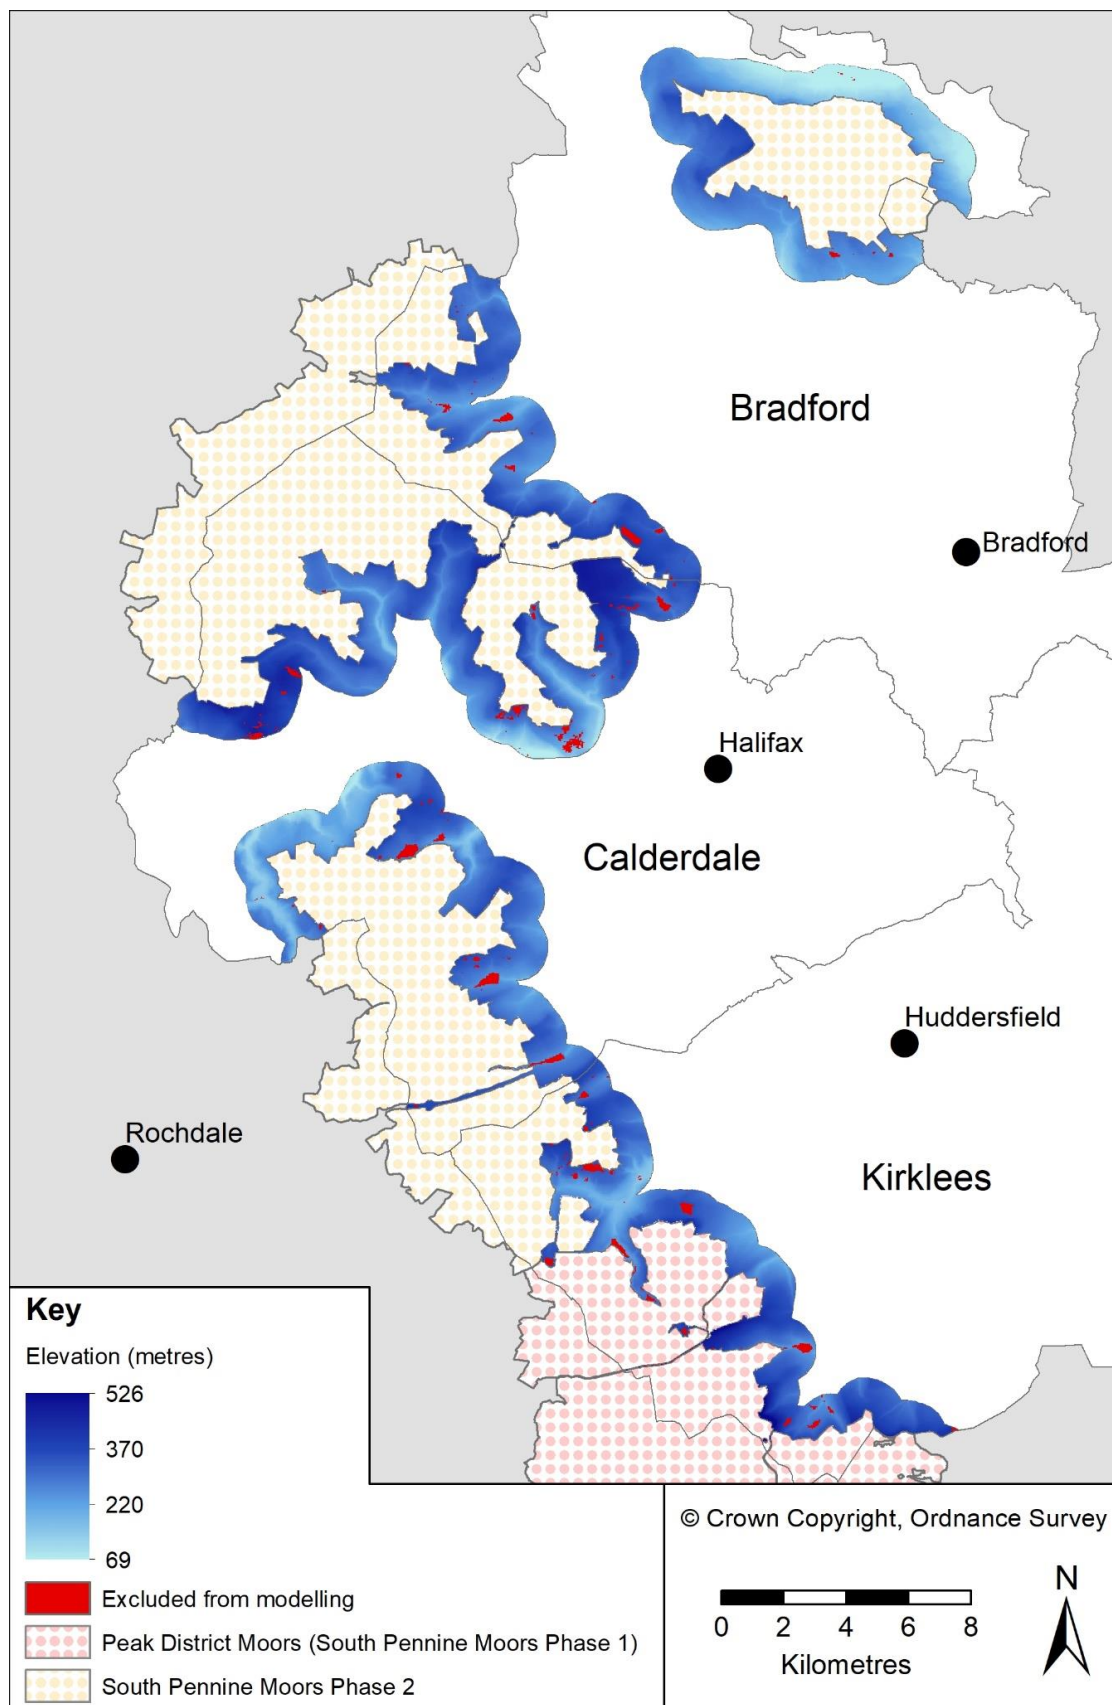 Bradford
Bradford
Halifax
Calderdale
Huddersfield
Rochdale
Kirklees
Key
Elevation (metres)
526
370
220
69
Excluded from modelling
Peak District Moors (South Pennine Moors Phase 1)
South Pennine Moors Phase 2
© Crown Copyright, Ordnance Survey
N
0 2 4 6 8
Kilometres